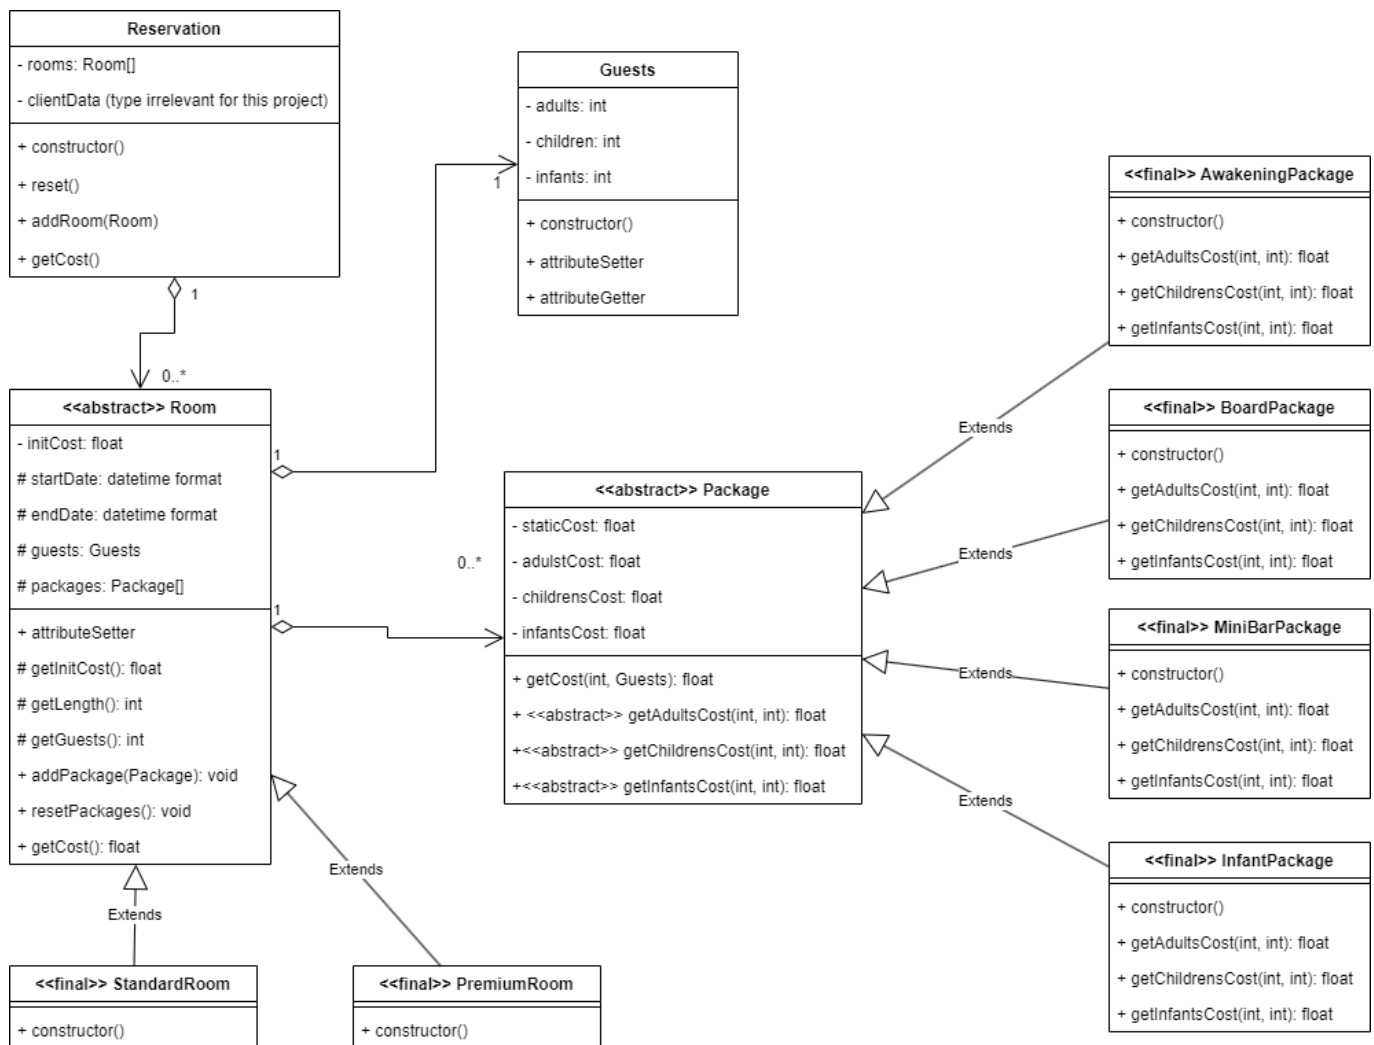 Reservation
- rooms: Room[]
- clientData (type irrelevant for this project)
+ constructor()
+ reset()
+ addRoom(Room)
+ getCost()
1
0..*
Guests
- adults: int
- children: int
- infants: int
+ constructor()
+ attributeSetter
+ attributeGetter
1
<<abstract>> Room
- initCost: float
# startDate: datetime format
# endDate: datetime format
# guests: Guests
# packages: Package[]
+ attributeSetter
# getInitCost(): float
# getLength(): int
# getGuests(): int
+ addPackage(Package): void
+ resetPackages(): void
+ getCost(): float
1
1
0..*
<<abstract>> Package
- staticCost: float
- adulstCost: float
- childrensCost: float
- infantsCost: float
+ getCost(int, Guests): float
+ <<abstract>> getAdultsCost(int, int): float
+<<abstract>> getChildrensCost(int, int): float
+<<abstract>> getInfantsCost(int, int): float
<<final>> AwakeningPackage
+ constructor()
+ getAdultsCost(int, int): float
+ getChildrensCost(int, int): float
+ getInfantsCost(int, int): float
Extends
<<final>> BoardPackage
+ constructor()
+ getAdultsCost(int, int): float
+ getChildrensCost(int, int): float
+ getInfantsCost(int, int): float
Extends
<<final>> MiniBarPackage
+ constructor()
+ getAdultsCost(int, int): float
+ getChildrensCost(int, int): float
+ getInfantsCost(int, int): float
Extends
<<final>> InfantPackage
+ constructor()
+ getAdultsCost(int, int): float
+ getChildrensCost(int, int): float
+ getInfantsCost(int, int): float
Extends
Extends
Extends
<<final>> StandardRoom
+ constructor()
<<final>> PremiumRoom
+ constructor()